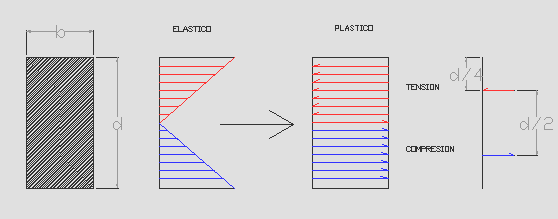 ELASTICO
PLASTICO
b
d
d/4
TENSION
d/2
COMPRESION